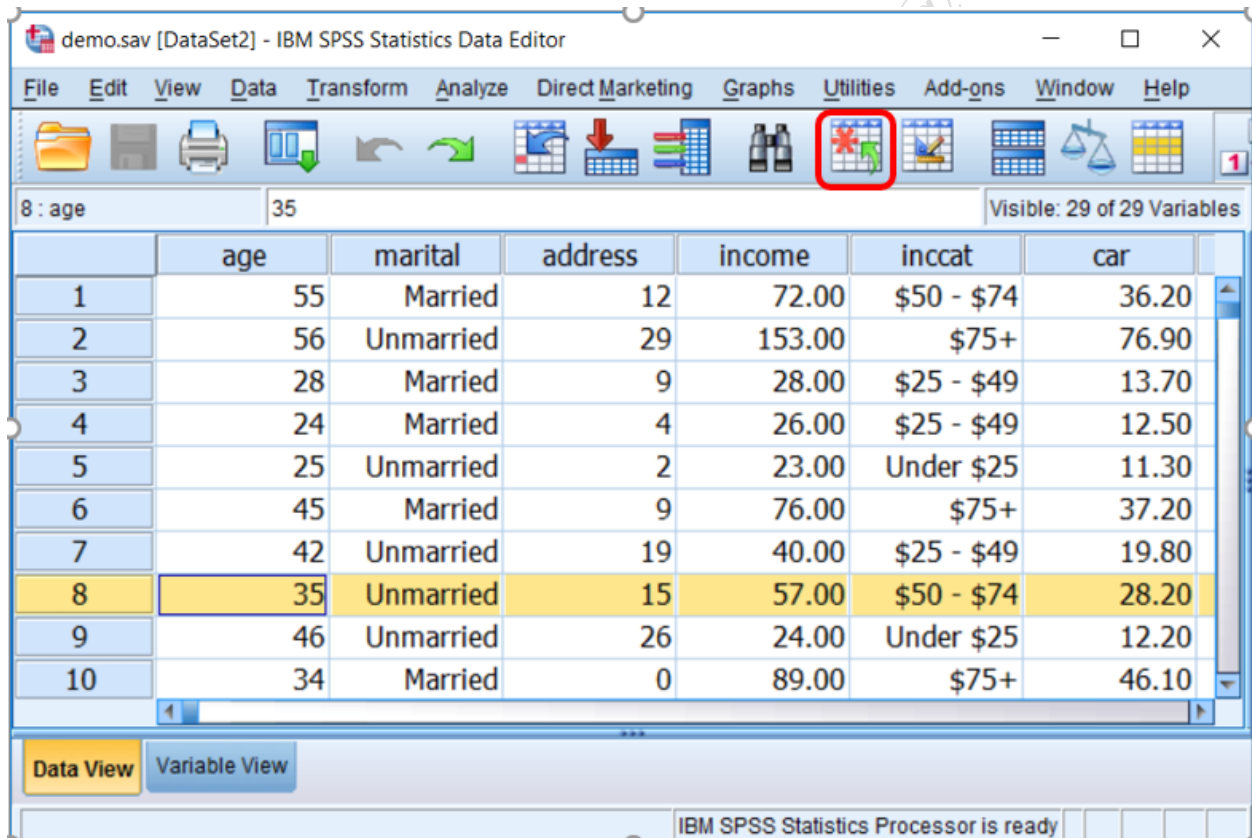 demo.sav [DataSet2] - IBM SPSS Statistics Data Editor
File Edit View Data Transform Analyze Direct Marketing Graphs Utilities Add-ons Window Help
1
8 : age 35 Visible: 29 of 29 Variables
age marital address income inccat car
1 55 Married 12 72.00 $50 - $74 36.20
2 56 Unmarried 29 153.00 $75+ 76.90
3 28 Married 9 28.00 $25 - $49 13.70
4 24 Married 4 26.00 $25 - $49 12.50
5 25 Unmarried 2 23.00 Under $25 11.30
6 45 Married 9 76.00 $75+ 37.20
7 42 Unmarried 19 40.00 $25 - $49 19.80
8 35 Unmarried 15 57.00 $50 - $74 28.20
9 46 Unmarried 26 24.00 Under $25 12.20
10 34 Married 0 89.00 $75+ 46.10
Data View Variable View
IBM SPSS Statistics Processor is ready